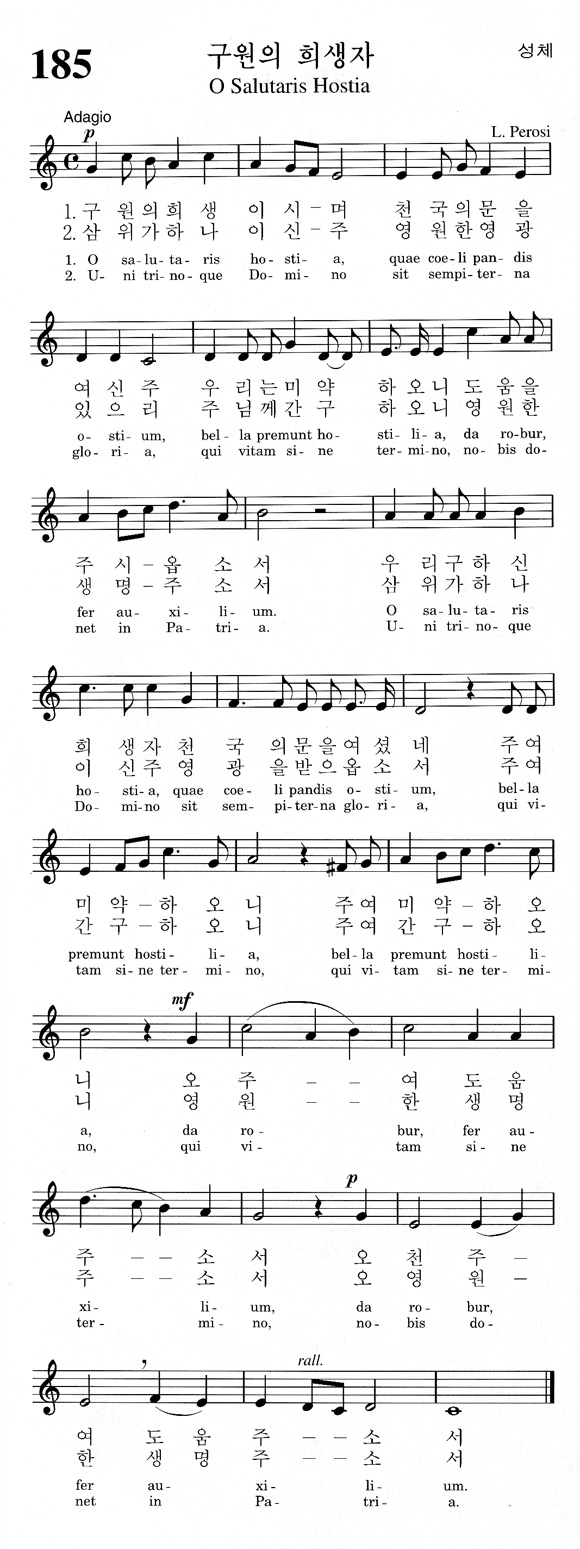 185
구원의 희생자
성체
O Salutaris Hostia
Adagio
p
L. Perosi
1. 구 원의희 생 이 시 – 며 천 국의문 을
2. 삼 위가하 나 이 신 – 주 영 원한영 광
1. O sa- lu- ta- ris ho- sti- a, quae coe- li pan- dis
2. U- ni tri- no- que Do- mi- no sit sempi- ter- na
여 신 주 우 리는미 약 하 오니 도 움을
있 으 리 주 님께간 구 하 오니 영 원한
o- sti- um, bel- la premunt ho- sti- li- a, da ro- bur,
glo- ri- a, qui vitam si- ne ter- mi- no, no- bis do-
주 시 – 옵 소 서 우 리구하 신
생 명 – 주 소 서 삼 위가하 나
fer au- xi- li- um. O sa- lu- ta- ris
net in Pa- tri- a. U- ni tri- no- que
희 생자 천 국 의문을여 셨 네 주여
이 신주 영 광 을받으옵 소 서 주여
ho- sti- a, quae coe- li pandis o- sti- um, bel- la
Do- mi- no sit sem- pi- ter- na glo- ri- a, qui vi-
미 약 – 하 오 니 주여 미 약 – 하 오
간 구 – 하 오 니 주여 간 구 – 하 오
premunt hosti- li- a, bel- la premunt hosti- li-
tam si- ne ter- mi- no, qui vi- tam si- ne ter- mi-
mf
니 오 주 – – 여 도 움
니 영 원 – – 한 생 명
a, da ro- bur, fer au-
no, qui vi- tam si- ne
p
주 – – 소 서 오 천 주 –
주 – – 소 서 오 영 원 –
xi- li- um, da ro- bur,
ter- mi- no, no- bis do-
rall.
여 도 움 주 – – 소 서
한 생 명 주 – – 소 서
fer au- xi- li- um.
net in Pa- tri- a.